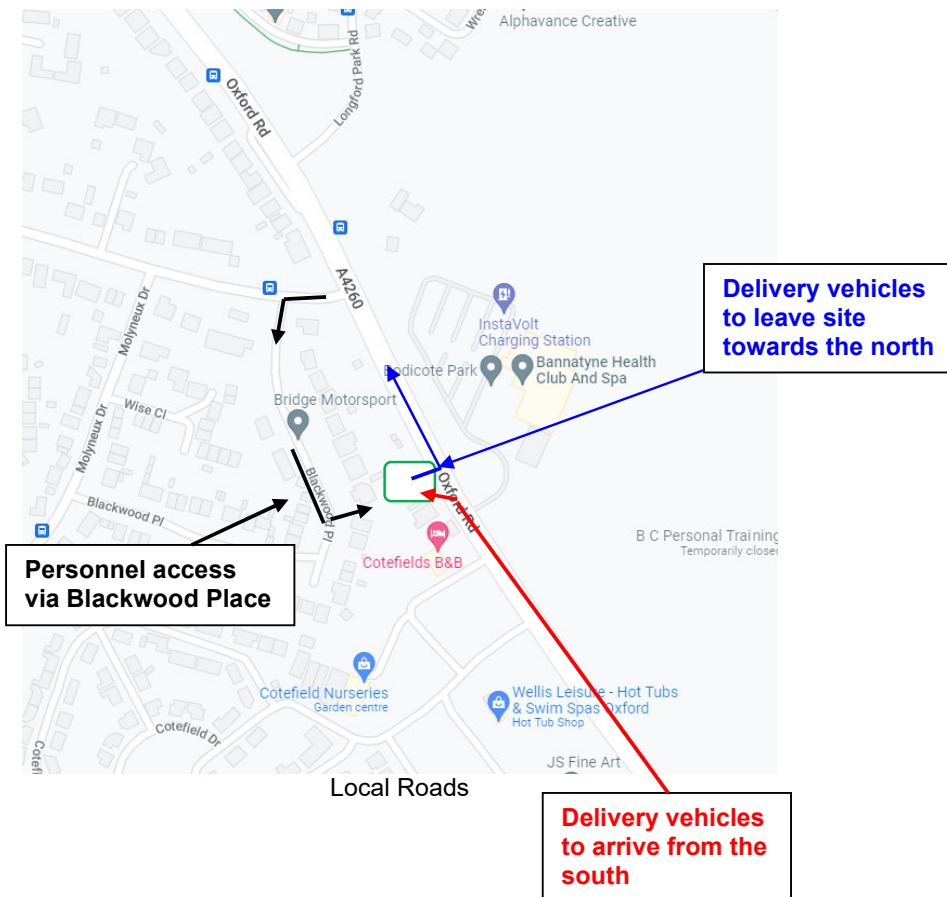 Alphavance Creative
Wre
Longford Park Rd
Oxford Rd
A4260
Molyneux Dr
InstaVolt
Charging Station
Delivery vehicles
to leave site
towards the north
Bodicote Park
Bannatyne Health
Club And Spa
Wise Cl
Bridge Motorsport
Molyneux Dr
Blackwood Pl
Blackwood Pl
Oxford Rd
B C Personal Training
Temporarily closed
Cotefields B&B
Personnel access
via Blackwood Place
Cotefield Nurseries
Garden centre
Wellis Leisure - Hot Tubs
& Swim Spas Oxford
Hot Tub Shop
Cotefield Dr
Cotefi
JS Fine Art
Local Roads
Delivery vehicles
to arrive from the
south